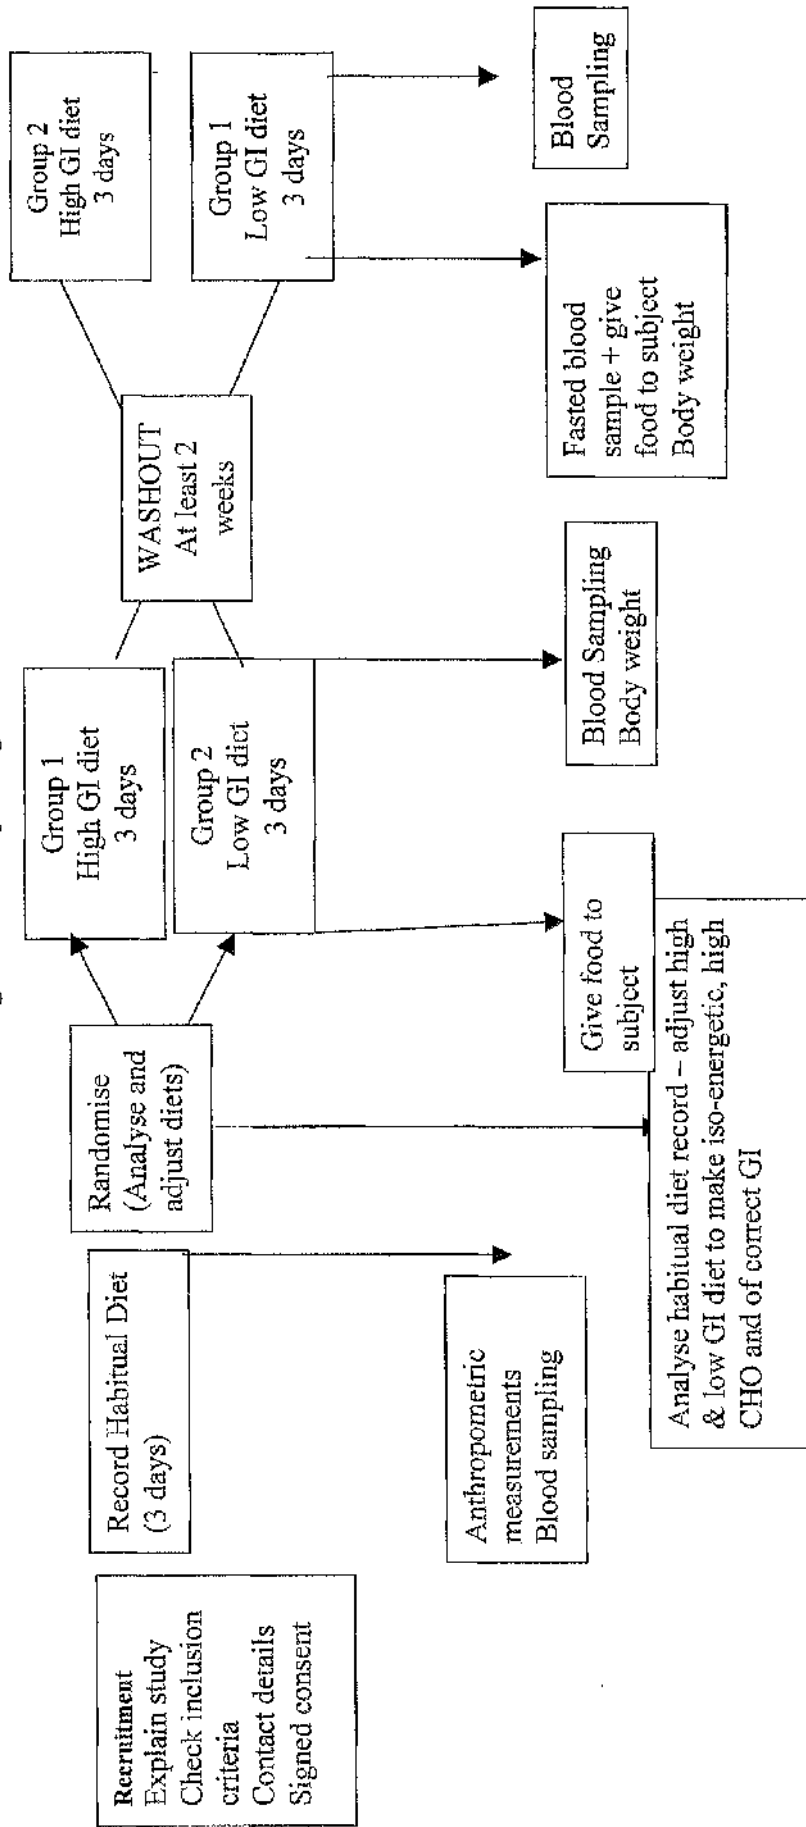 Recruitment
Explain study
Check inclusion
criteria
Contact details
Signed consent
Record Habitual Diet
(3 days)
Anthropometric
measurements
Blood sampling
Randomise
(Analyse and
adjust diets)
Analyse habitual diet record – adjust high
& low GI diet to make iso-energetic, high
CHO and of correct GI
Group 1
High GI diet
3 days
Group 2
Low GI diet
3 days
Give food to
subject
Blood Sampling
Body weight
WASHOUT
At least 2
weeks
Group 2
High GI diet
3 days
Group 1
Low GI diet
3 days
Fasted blood
sample + give
food to subject
Body weight
Blood
Sampling